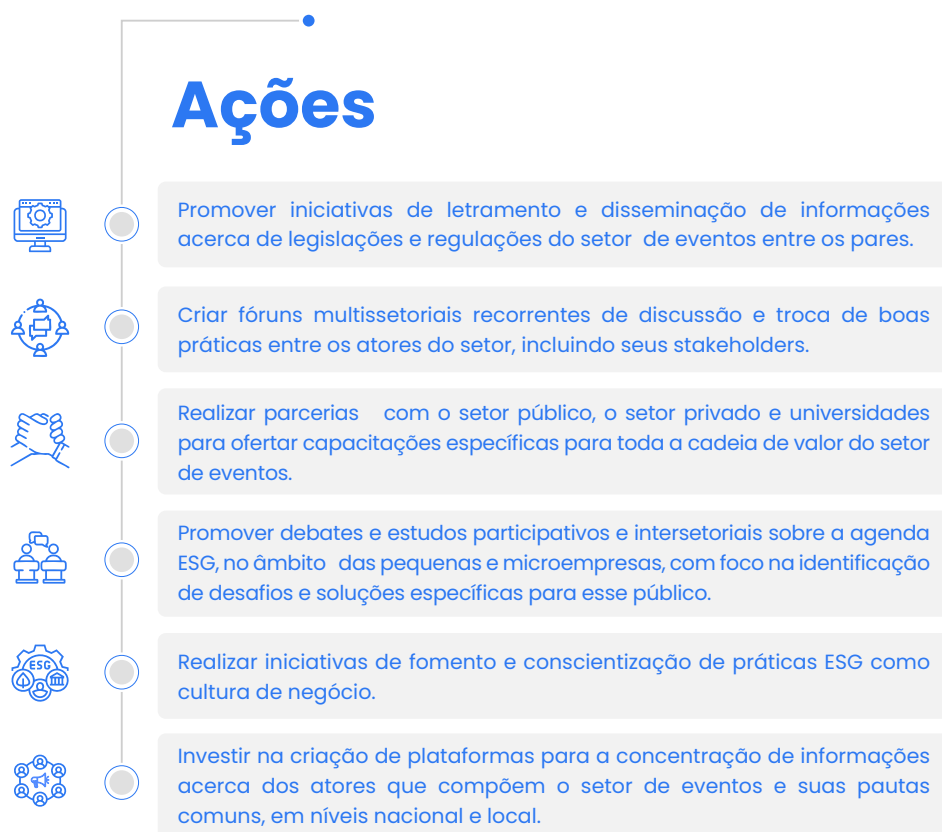 Ações
Promover iniciativas de letramento e disseminação de informações
acerca de legislações e regulações do setor de eventos entre os pares.
Criar fóruns multissetoriais recorrentes de discussão e troca de boas
práticas entre os atores do setor, incluindo seus stakeholders.
Realizar parcerias com o setor público, o setor privado e universidades
para ofertar capacitações específicas para toda a cadeia de valor do setor
de eventos.
Promover debates e estudos participativos e intersetoriais sobre a agenda
ESG, no âmbito das pequenas e microempresas, com foco na identificação
de desafios e soluções específicas para esse público.
ESG
Realizar iniciativas de fomento e conscientização de práticas ESG como
cultura de negócio.
Investir na criação de plataformas para a concentração de informações
acerca dos atores que compõem o setor de eventos e suas pautas
comuns, em níveis nacional e local.